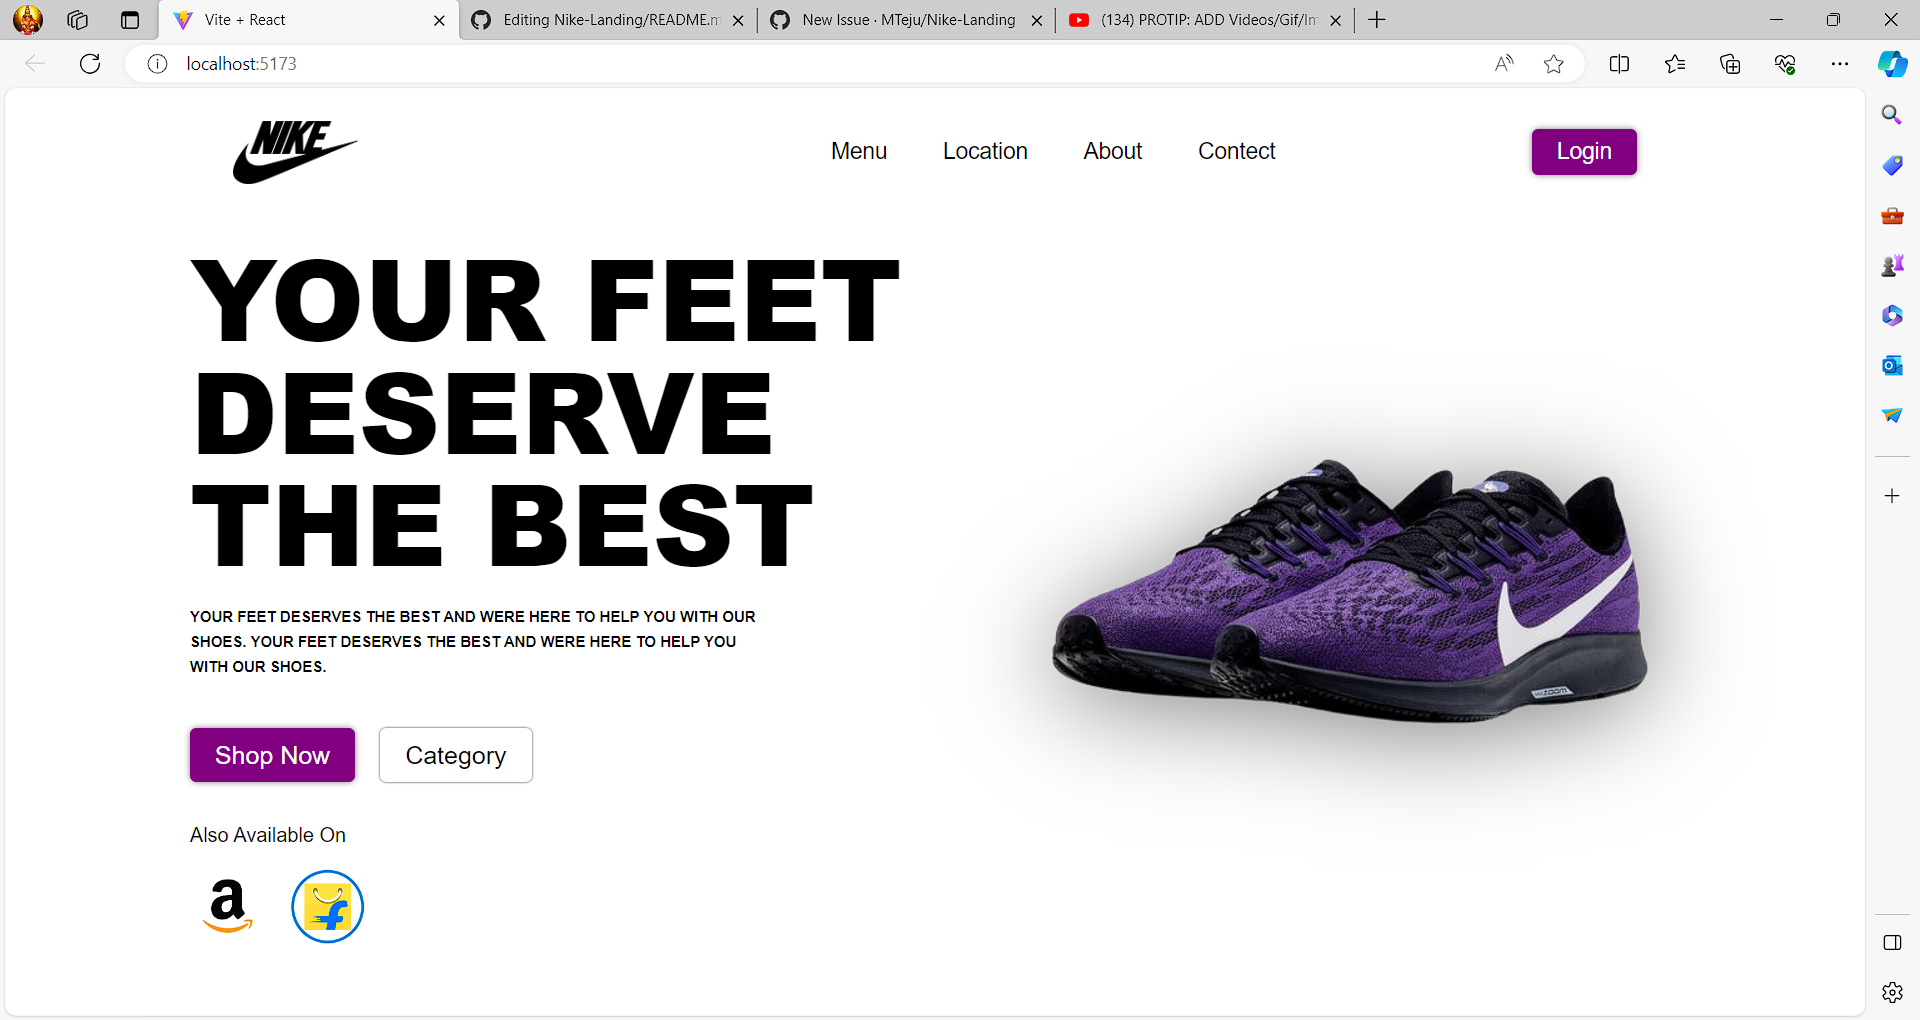 Vite + React
Editing Nike-Landing/README.m
New Issue · MTeju/Nike-Landing
(134) PROTIP: ADD Videos/Gif/Im
localhost:5173
NIKE
Menu
Location
About
Contect
Login
YOUR FEET
DESERVE
THE BEST
YOUR FEET DESERVES THE BEST AND WERE HERE TO HELP YOU WITH OUR
SHOES. YOUR FEET DESERVES THE BEST AND WERE HERE TO HELP YOU
WITH OUR SHOES.
Shop Now
Category
Also Available On
a
f